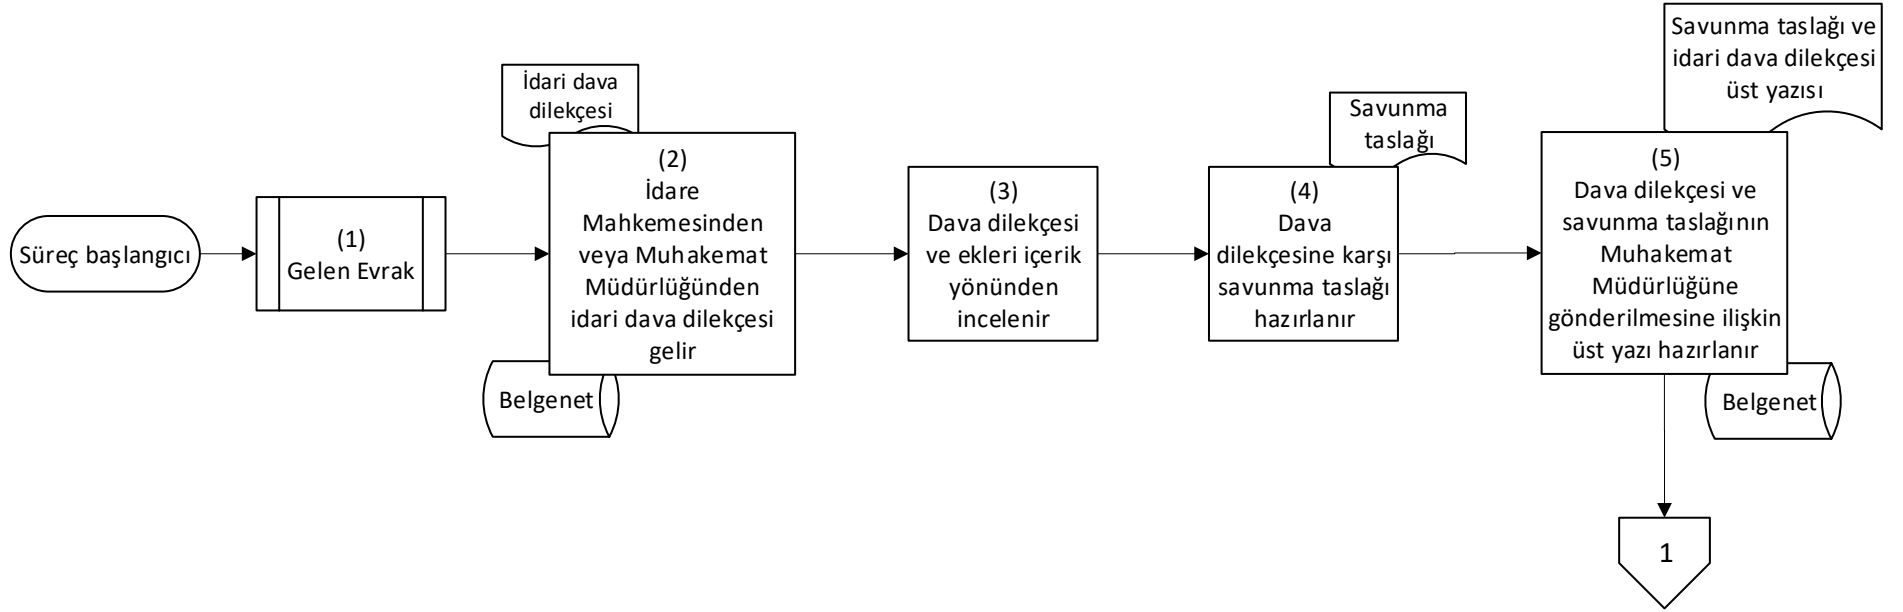 Süreç başlangıcı
(1)
Gelen Evrak
İdari dava
dilekçesi
(2)
İdare
Mahkemesinden
veya Muhakemat
Müdürlüğünden
idari dava dilekçesi
gelir
Belgenet
(3)
Dava dilekçesi
ve ekleri içerik
yönünden
incelenir
Savunma
taslağı
(4)
Dava
dilekçesine karşı
savunma taslağı
hazırlanır
Savunma taslağı ve
idari dava dilekçesi
üst yazısı
(5)
Dava dilekçesi ve
savunma taslağının
Muhakemat
Müdürlüğüne
gönderilmesine ilişkin
üst yazı hazırlanır
Belgenet
1